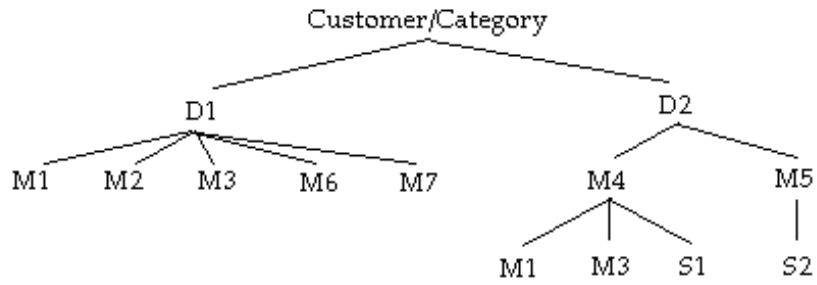 Customer/Category
D1 D2
M1 M2 M3 M6 M7 M4 M5
M1 M3 S1 S2